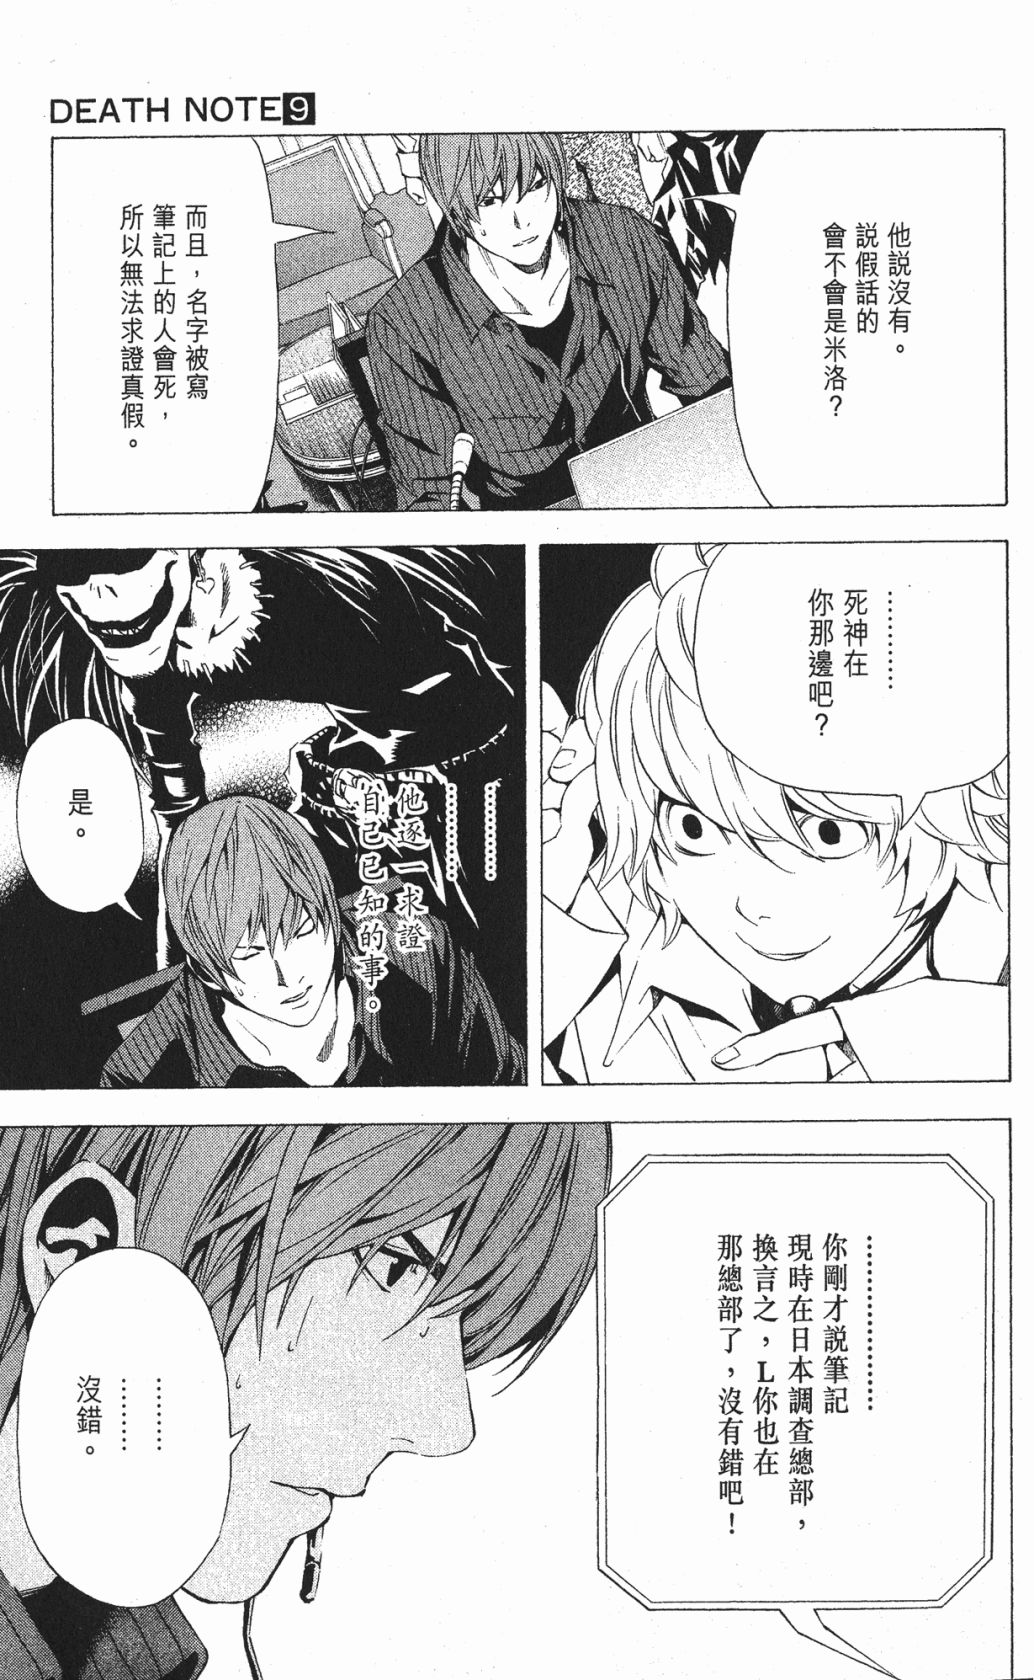 DEATH NOTE 9
他説沒有。
説假話的
會不會是米洛？
而且，名字被寫
筆記上的人會死，
所以無法求證真假。
…………
死神在
你那邊吧？
…………
…………
他逐一求證
自己已知的事。
是。
…………
你剛才説筆記
現時在日本調查總部，
換言之，L你也在
那總部了，沒有錯吧！
………
………
沒錯。